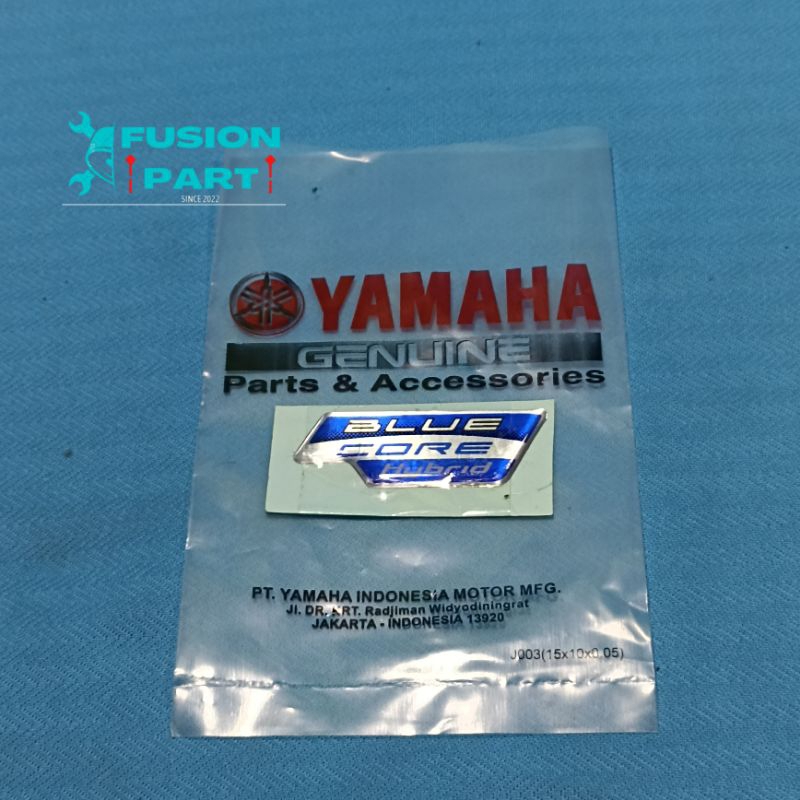 FUSION
PART
SINCE 2022
YAMAHA
GENUINE
Parts & Accessories
BLUE
CORE
Hybrid
PT. YAMAHA INDONESIA MOTOR MFG.
Jl. DR. KRT. Radjiman Widyodiningrat
JAKARTA - INDONESIA 13920
J003(15x10x0.05)